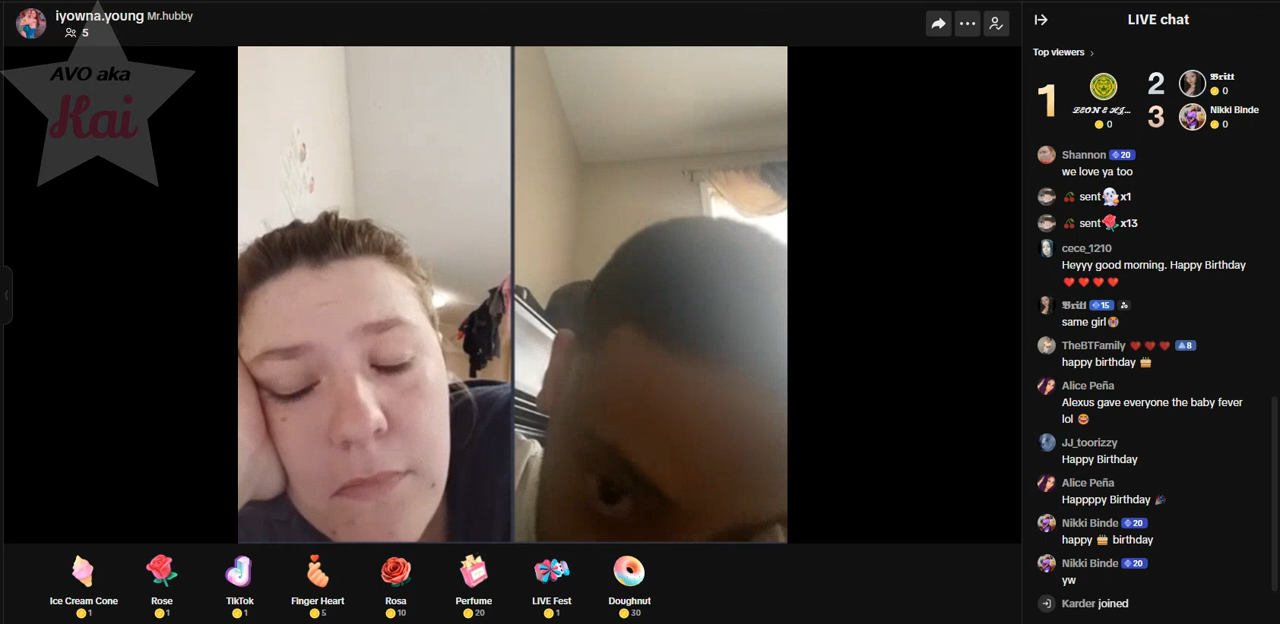 iyowna.young Mr.hubby
5
AVO aka
Kai
LIVE chat
Top viewers
1
0
2
𝕭𝖗𝖎𝖙𝖙
0
3
Nikki Binde
0
Shannon 20
we love ya too
sent x1
sent x13
cece_1210
Heyyy good morning. Happy Birthday
𝕭𝖗𝖎𝖙𝖙 15
same girl
TheBTFamily 8
happy birthday
Alice Peña
Alexus gave everyone the baby fever
lol
JJ_toorizzy
Happy Birthday
Alice Peña
Happppy Birthday
Nikki Binde 20
happy birthday
Nikki Binde 20
yw
Karder joined
Ice Cream Cone
1
Rose
1
TikTok
1
Finger Heart
5
Rosa
10
Perfume
20
LIVE Fest
1
Doughnut
30